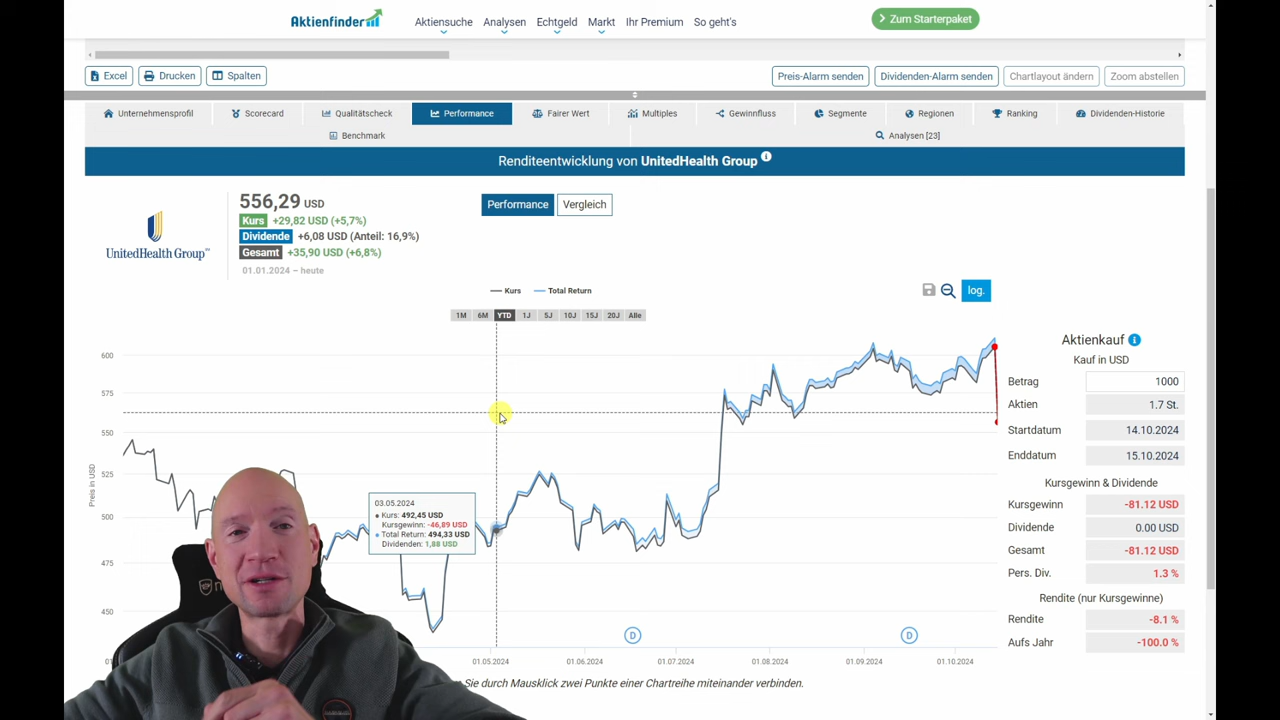 Aktienfinder
Aktiensuche Analysen Echtgeld Markt Ihr Premium So geht's
Zum Starterpaket
Excel Drucken Spalten
Preis-Alarm senden Dividenden-Alarm senden Chartlayout ändern Zoom abstellen
Unternehmensprofil Scorecard Qualitätscheck Performance Fairer Wert Multiples Gewinnfluss Segmente Regionen Ranking Dividenden-Historie
Benchmark Analysen [23]
Renditeentwicklung von UnitedHealth Group
556,29 USD
Kurs +29,82 USD (+5,7%)
Dividende +6,08 USD (Anteil: 16,9%)
Gesamt +35,90 USD (+6,8%)
01.01.2024 – heute
UnitedHealth Group
Performance Vergleich
Kurs Total Return
log.
1M 6M YTD 1J 5J 10J 15J 20J Alle
Preis in USD
600
575
550
525
500
475
450
03.05.2024
Kurs: 492,45 USD
Kursgewinn: -46,89 USD
Total Return: 494,33 USD
Dividenden: 1,88 USD
D D
01.05.2024 01.06.2024 01.07.2024 01.08.2024 01.09.2024 01.10.2024
Sie durch Mausklick zwei Punkte einer Chartreihe miteinander verbinden.
Aktienkauf
Kauf in USD
Betrag 1000
Aktien 1.7 St.
Startdatum 14.10.2024
Enddatum 15.10.2024
Kursgewinn & Dividende
Kursgewinn -81.12 USD
Dividende 0.00 USD
Gesamt -81.12 USD
Pers. Div. 1.3 %
Rendite (nur Kursgewinne)
Rendite -8.1 %
Aufs Jahr -100.0 %